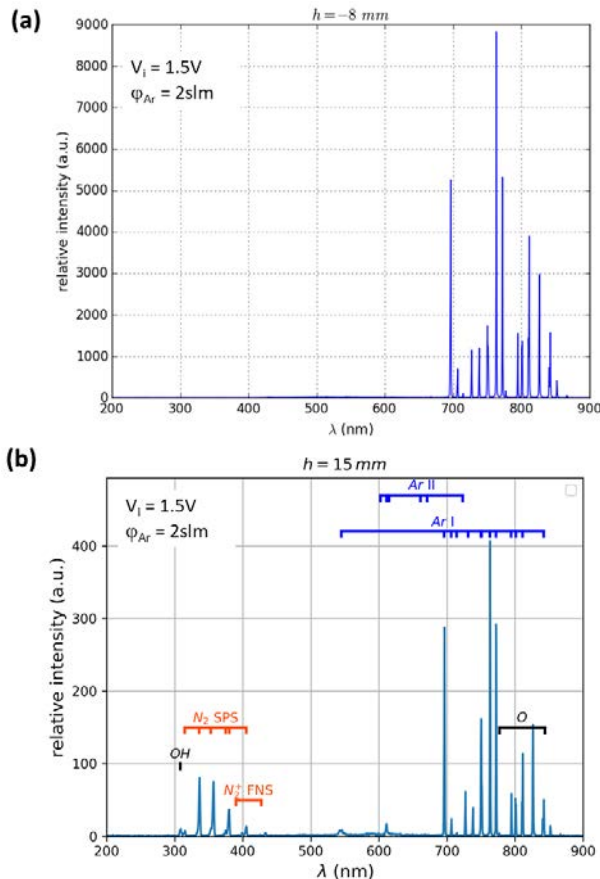 (a)
h = −8 mm
V_i = 1.5V
φ_Ar = 2slm
relative intensity (a.u.)
9000
8000
7000
6000
5000
4000
3000
2000
1000
0
200 300 400 500 600 700 800 900
λ (nm)
(b)
h = 15 mm
V_I = 1.5V
φ_Ar = 2slm
Ar II
Ar I
N₂ SPS
O
OH
N₂⁺ FNS
relative intensity (a.u.)
400
300
200
100
0
200 300 400 500 600 700 800 900
λ (nm)